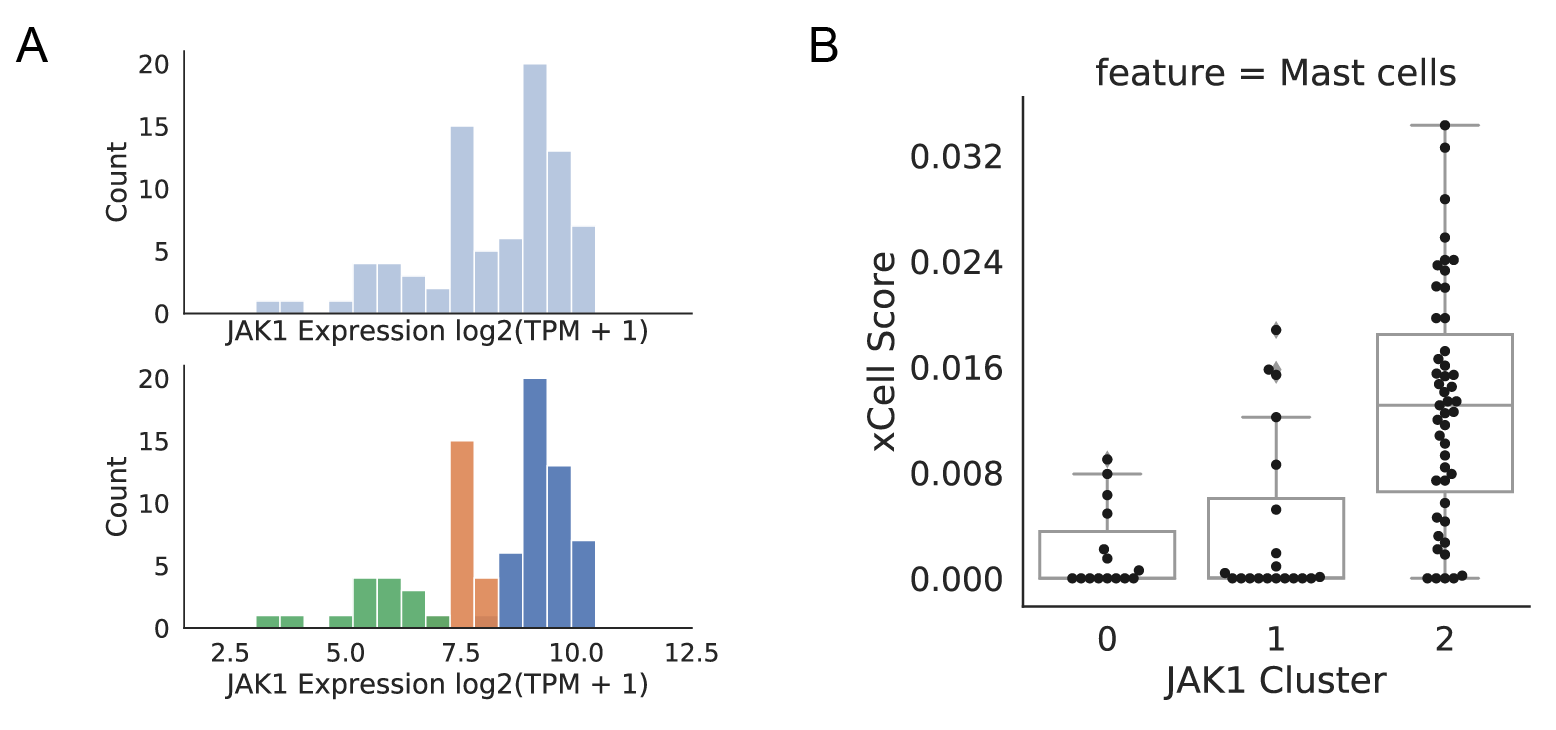 A
20
15
10
5
0
Count
JAK1 Expression log2(TPM + 1)
20
15
10
5
0
Count
2.5 5.0 7.5 10.0 12.5
JAK1 Expression log2(TPM + 1)
B
feature = Mast cells
0.032
0.024
0.016
0.008
0.000
xCell Score
0 1 2
JAK1 Cluster